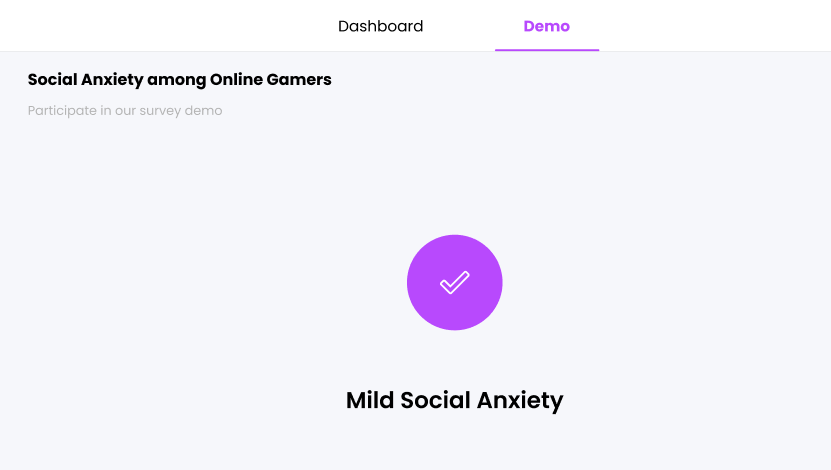 Dashboard Demo
Social Anxiety among Online Gamers
Participate in our survey demo
Mild Social Anxiety